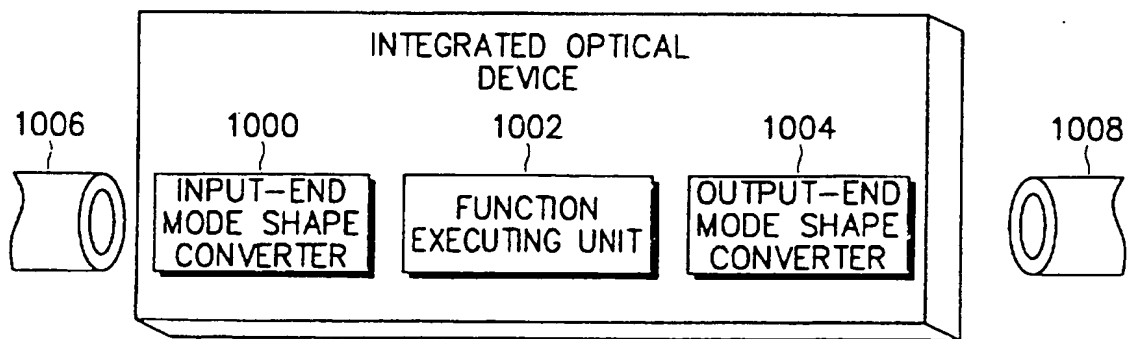 INTEGRATED OPTICAL
DEVICE
1006
1000
1002
1004
1008
INPUT-END
MODE SHAPE
CONVERTER
FUNCTION
EXECUTING UNIT
OUTPUT-END
MODE SHAPE
CONVERTER